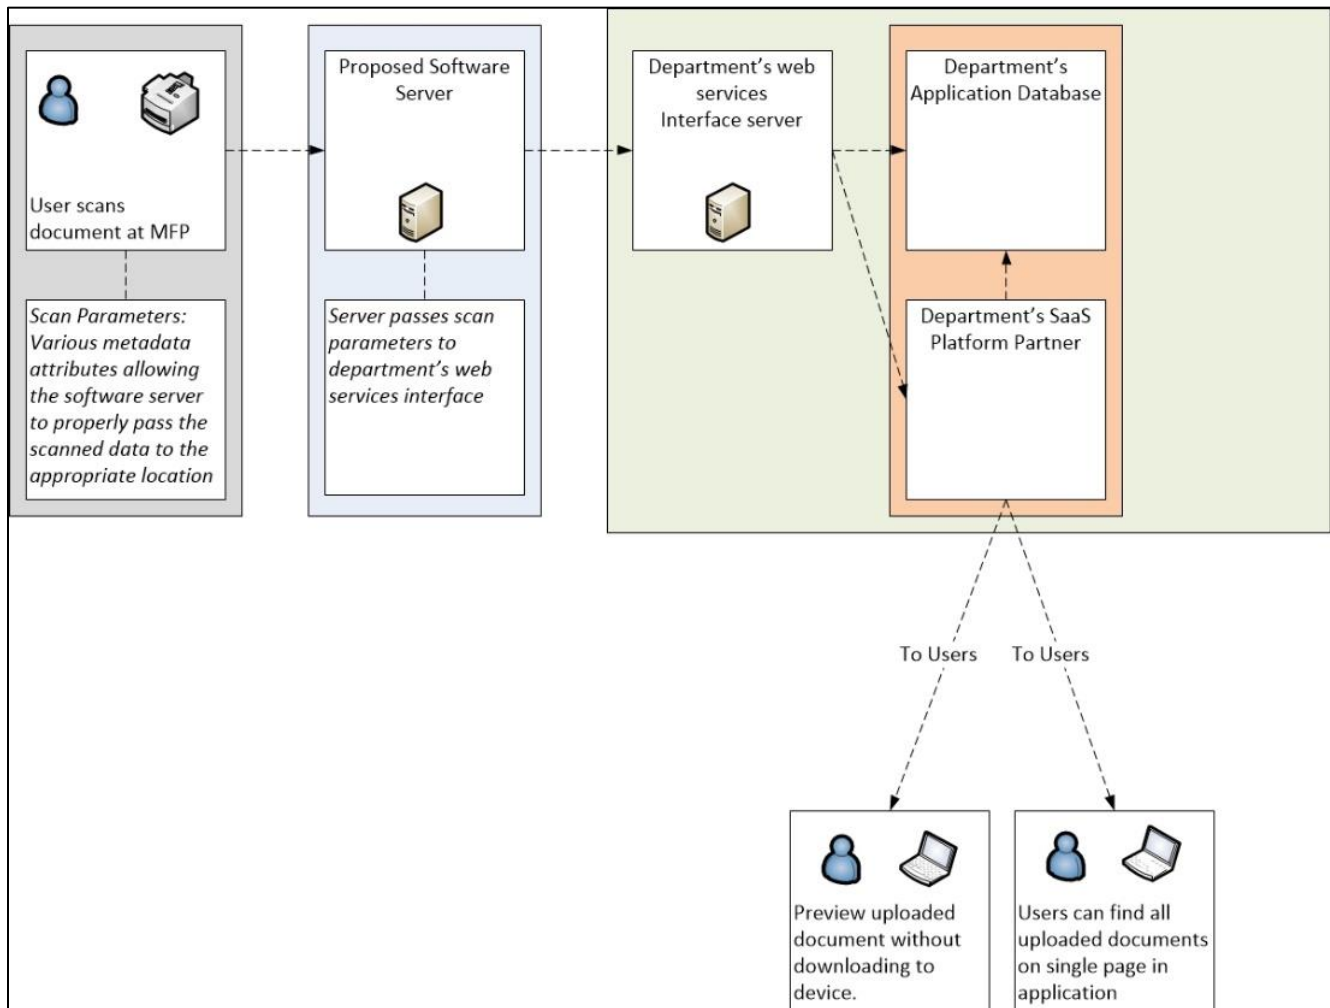 User scans
document at MFP
Scan Parameters:
Various metadata
attributes allowing
the software server
to properly pass the
scanned data to the
appropriate location
Proposed Software
Server
Server passes scan
parameters to
department's web
services interface
Department's web
services
Interface server
Department's
Application Database
Department's SaaS
Platform Partner
To Users
To Users
Preview uploaded
document without
downloading to
device.
Users can find all
uploaded documents
on single page in
application